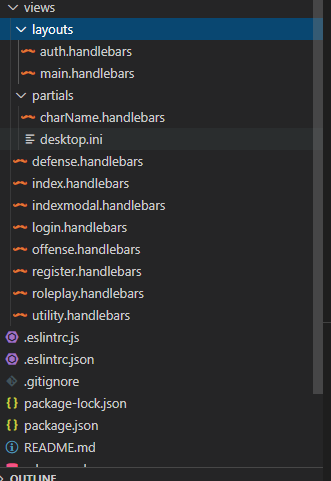 views
layouts
auth.handlebars
main.handlebars
partials
charName.handlebars
desktop.ini
defense.handlebars
index.handlebars
indexmodal.handlebars
login.handlebars
offense.handlebars
register.handlebars
roleplay.handlebars
utility.handlebars
.eslintrc.js
.eslintrc.json
.gitignore
package-lock.json
package.json
README.md
OUTLINE